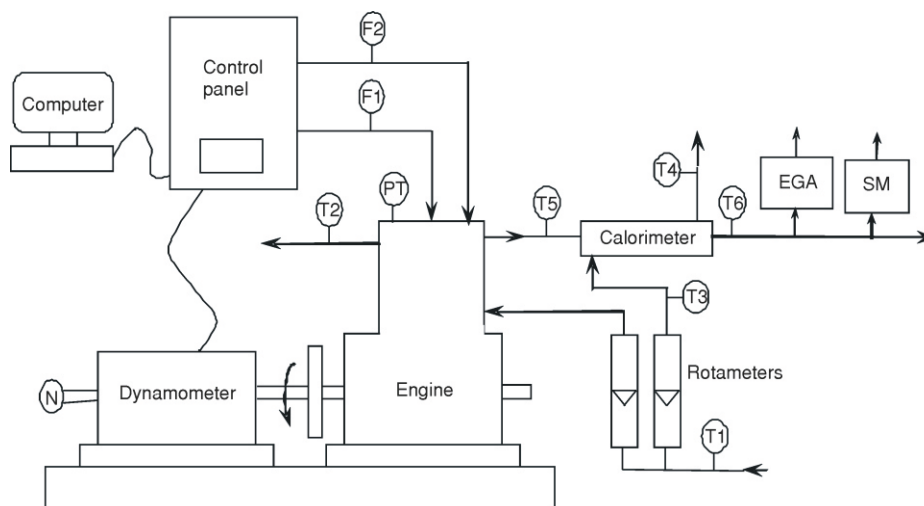 F2
Control
panel
Computer
F1
T4
EGA
SM
PT
T2
T5
T6
Calorimeter
T3
Rotameters
N
Dynamometer
Engine
T1